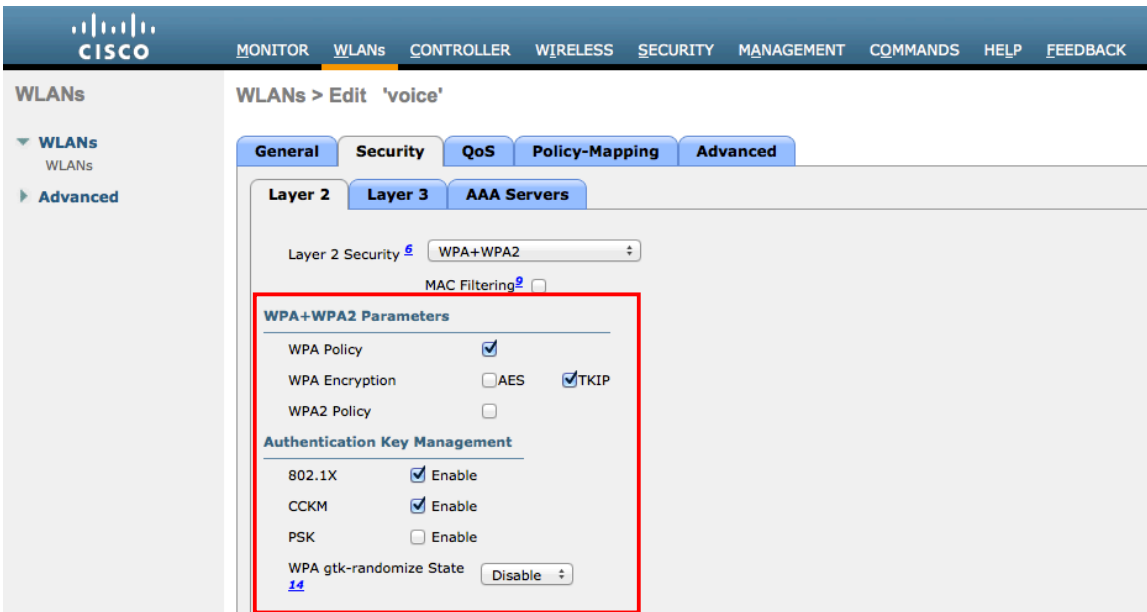 CISCO
MONITOR WLANs CONTROLLER WIRELESS SECURITY MANAGEMENT COMMANDS HELP FEEDBACK
WLANs
WLANs
WLANs
Advanced
WLANs > Edit 'voice'
General Security QoS Policy-Mapping Advanced
Layer 2 Layer 3 AAA Servers
Layer 2 Security 6 WPA+WPA2
MAC Filtering9
WPA+WPA2 Parameters
WPA Policy
WPA Encryption AES TKIP
WPA2 Policy
Authentication Key Management
802.1X Enable
CCKM Enable
PSK Enable
WPA gtk-randomize State Disable
14